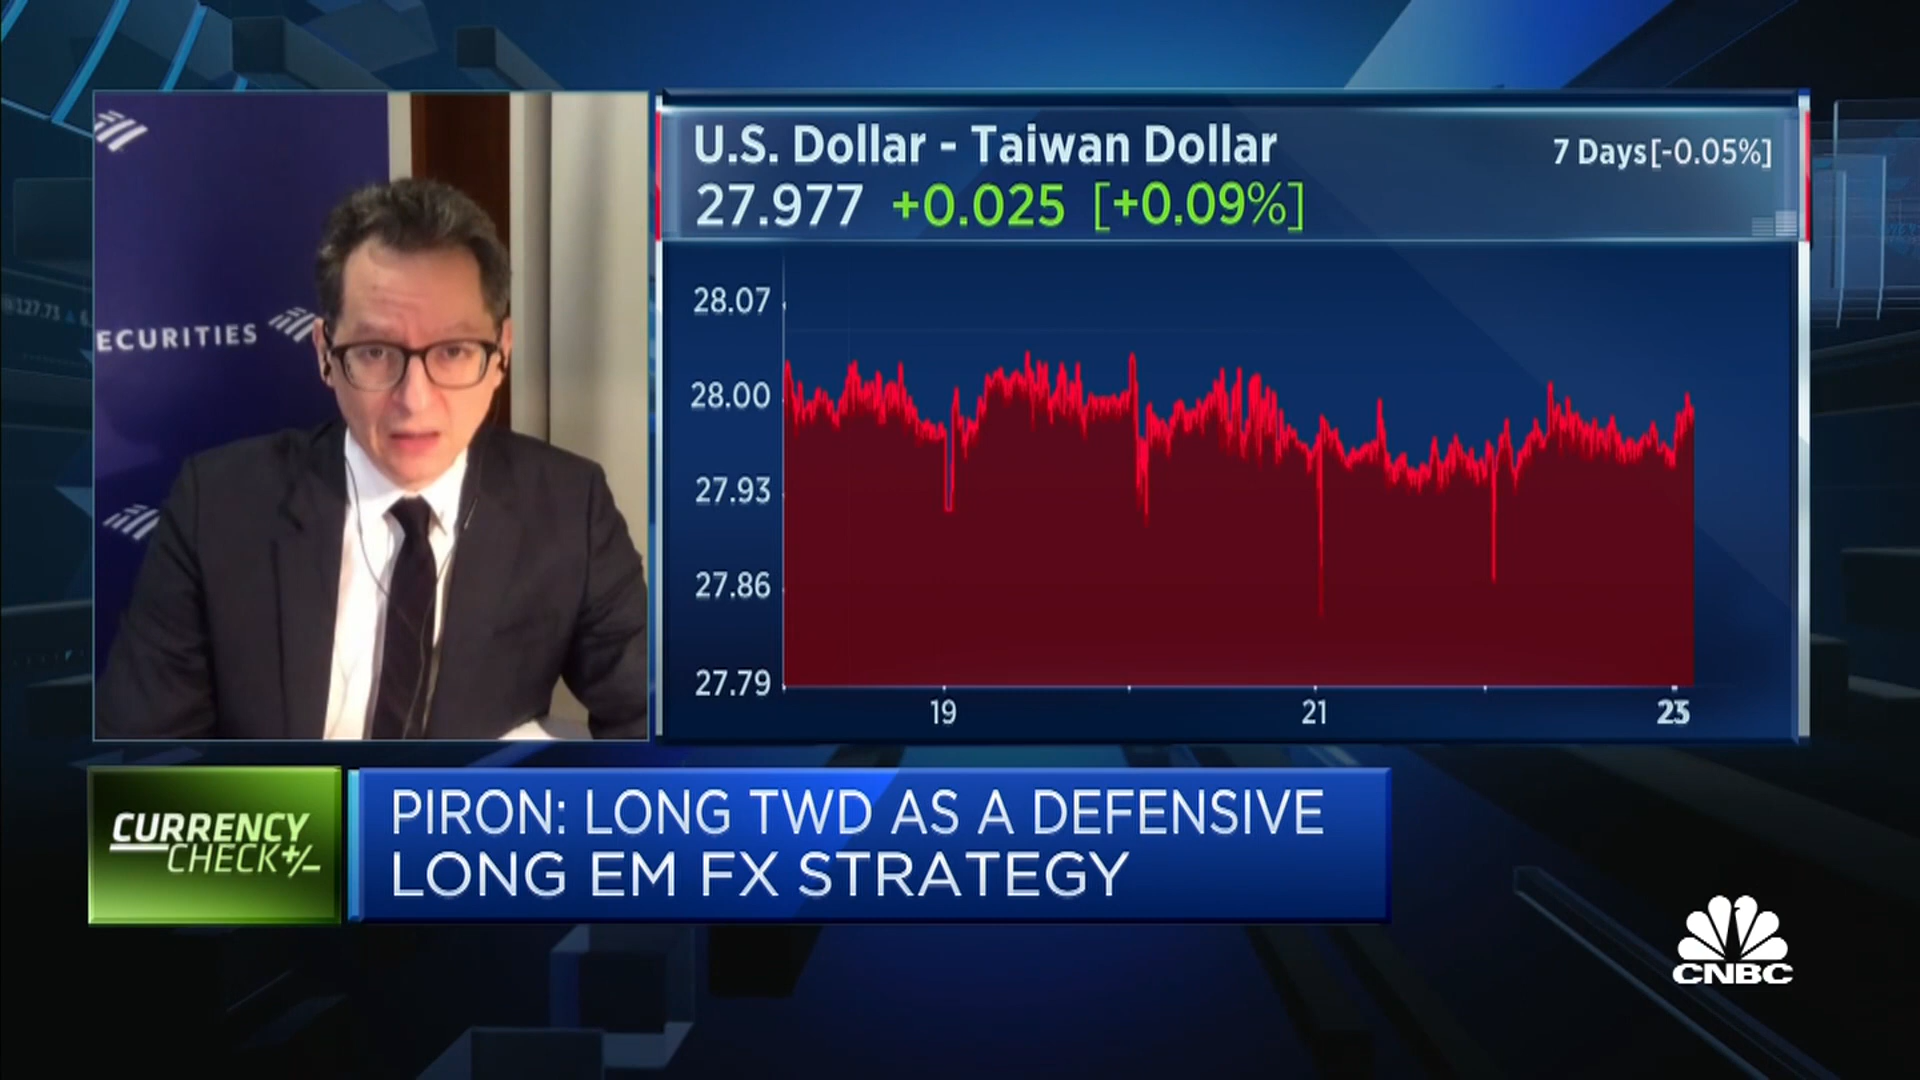 ECURITIES
U.S. Dollar - Taiwan Dollar
7 Days[-0.05%]
27.977 +0.025 [+0.09%]
28.07
28.00
27.93
27.86
27.79
19
21
23
CURRENCY
CHECK+/-
PIRON: LONG TWD AS A DEFENSIVE
LONG EM FX STRATEGY
CNBC